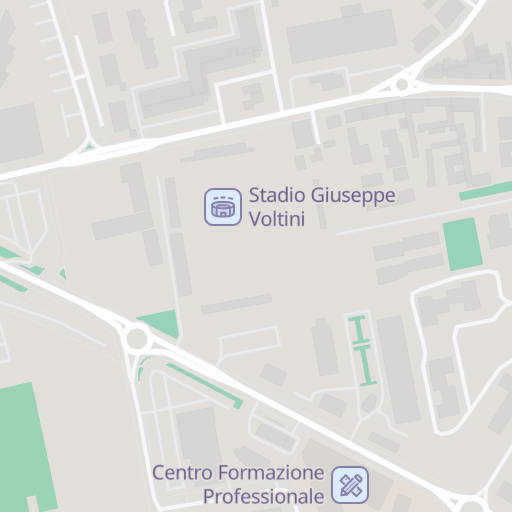 Stadio Giuseppe
Voltini
Centro Formazione
Professionale